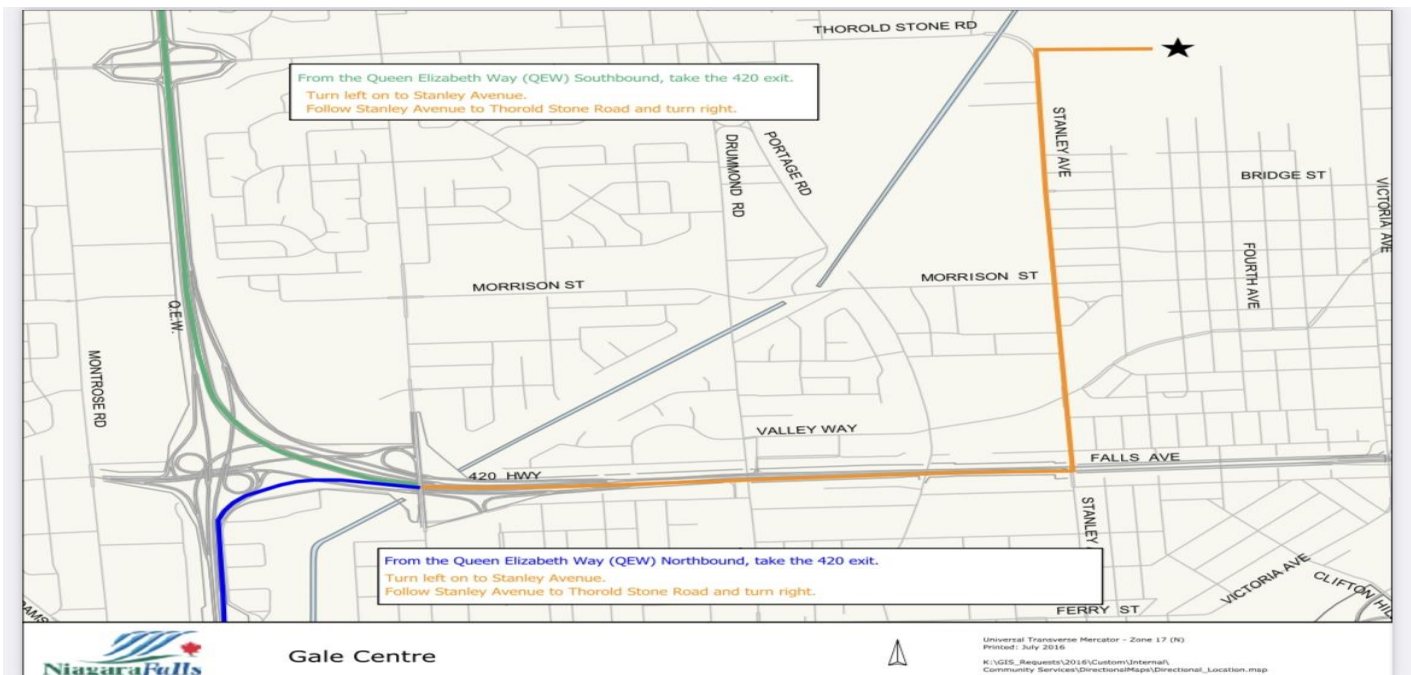 THOROLD STONE RD
From the Queen Elizabeth Way (QEW) Southbound, take the 420 exit.
Turn left on to Stanley Avenue.
Follow Stanley Avenue to Thorold Stone Road and turn right.
STANLEY AVE
DRUMMOND RD
PORTAGE RD
BRIDGE ST
VICTORIA AVE
FOURTH AVE
MORRISON ST
MORRISON ST
Q.E.W.
MONTROSE RD
VALLEY WAY
FALLS AVE
420 HWY
STANLEY
From the Queen Elizabeth Way (QEW) Northbound, take the 420 exit.
Turn left on to Stanley Avenue.
Follow Stanley Avenue to Thorold Stone Road and turn right.
VICTORIA AVE
CLIFTON
FERRY ST
Niagara Falls
Gale Centre
Universal Transverse Mercator - Zone 17 (N)
Printed: July 2016
K:\GIS_Requests\2016\Custom\Internal\
Community Services\DirectionalMaps\Directional_Location.map